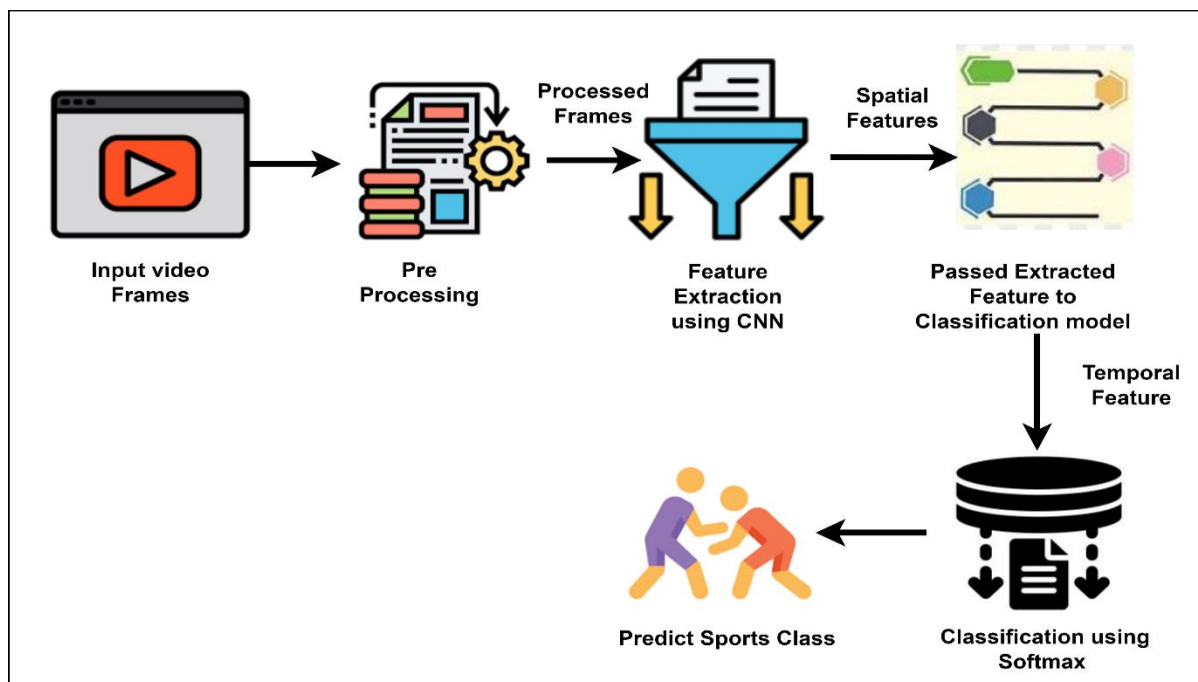 Processed
Frames
Spatial
Features
Input video
Frames
Pre
Processing
Feature
Extraction
using CNN
Passed Extracted
Feature to
Classification model
Temporal
Feature
Predict Sports Class
Classification using
Softmax